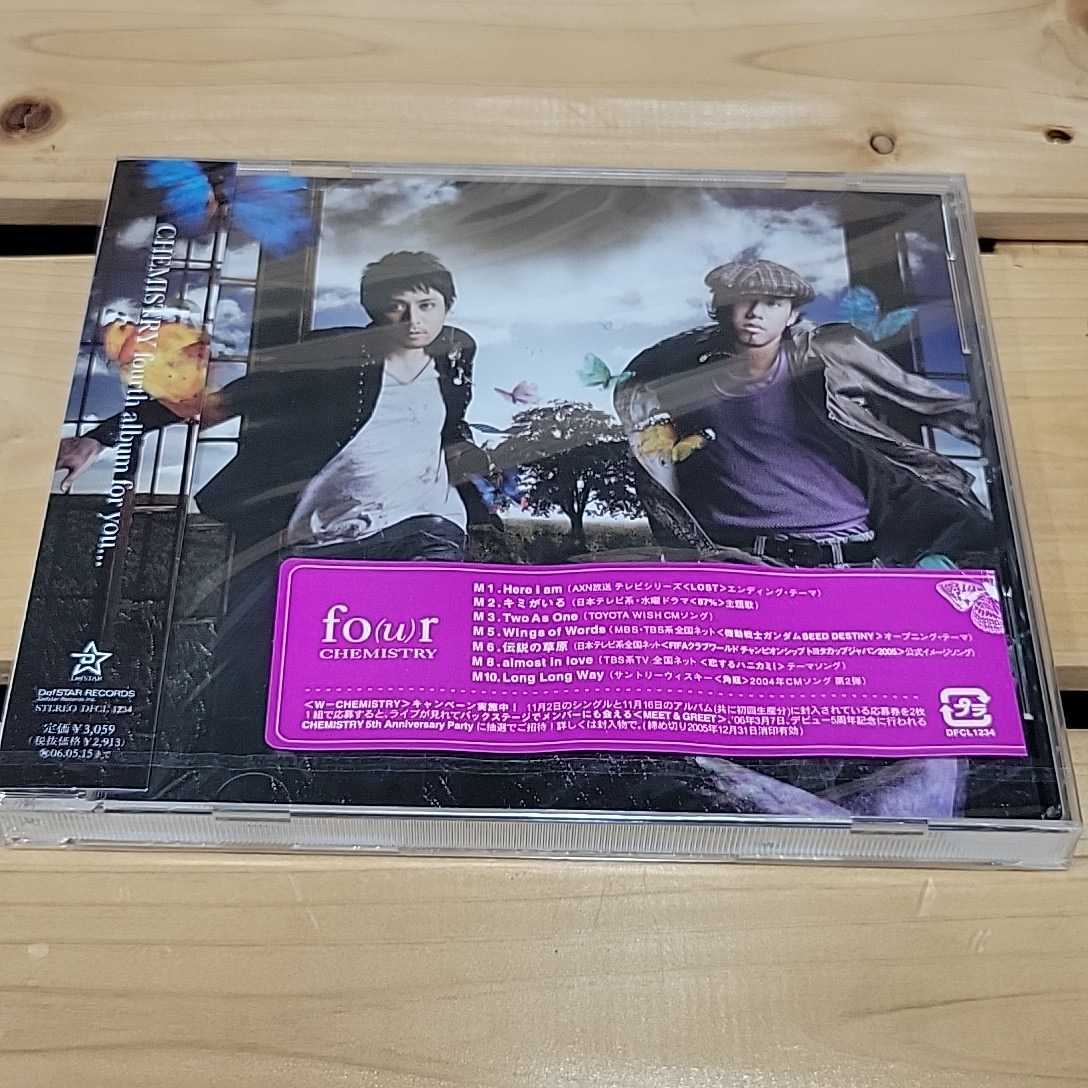 CHEMISTRY fourth album for you...
DefSTAR
DefSTAR RECORDS
STEREO DFCL 1234
定価¥3,059
(税抜価格¥2,913)
06.05.15まで
fo(u)r
CHEMISTRY
M1.Here I am(AXN放送 テレビシリーズ<LOST>エンディング・テーマ)
M2.キミがいる(日本テレビ系・水曜ドラマ<87%>主題歌)
M3.Two As One(TOYOTA WISH CMソング)
M5.Wings of Words(MBS・TBS系全国ネット<機動戦士ガンダムSEED DESTINY>オープニング・テーマ)
M6.伝説の草原(日本テレビ系全国ネット<FIFAクラブワールドチャンピオンシップトヨタカップジャパン2005>公式イメージソング)
M8.almost in love(TBS系TV 全国ネット<恋するハニカミ!>テーマソング)
M10.Long Long Way(サントリーウィスキー<角瓶>2004年CMソング 第2弾)
<W-CHEMISTRY>キャンペーン実施中! 11月2日のシングルと11月16日のアルバム(共に初回生産分)に封入されている応募券を2枚
1組で応募するとライブが見れてバックステージでメンバーにも会える<MEET & GREET>、'06年3月7日、デビュー5周年記念に行われる
CHEMISTRY 5th Anniversary Party に抽選でご招待!詳しくは封入物で。(締め切り2005年12月31日消印有効)
プラ
DFCL1234